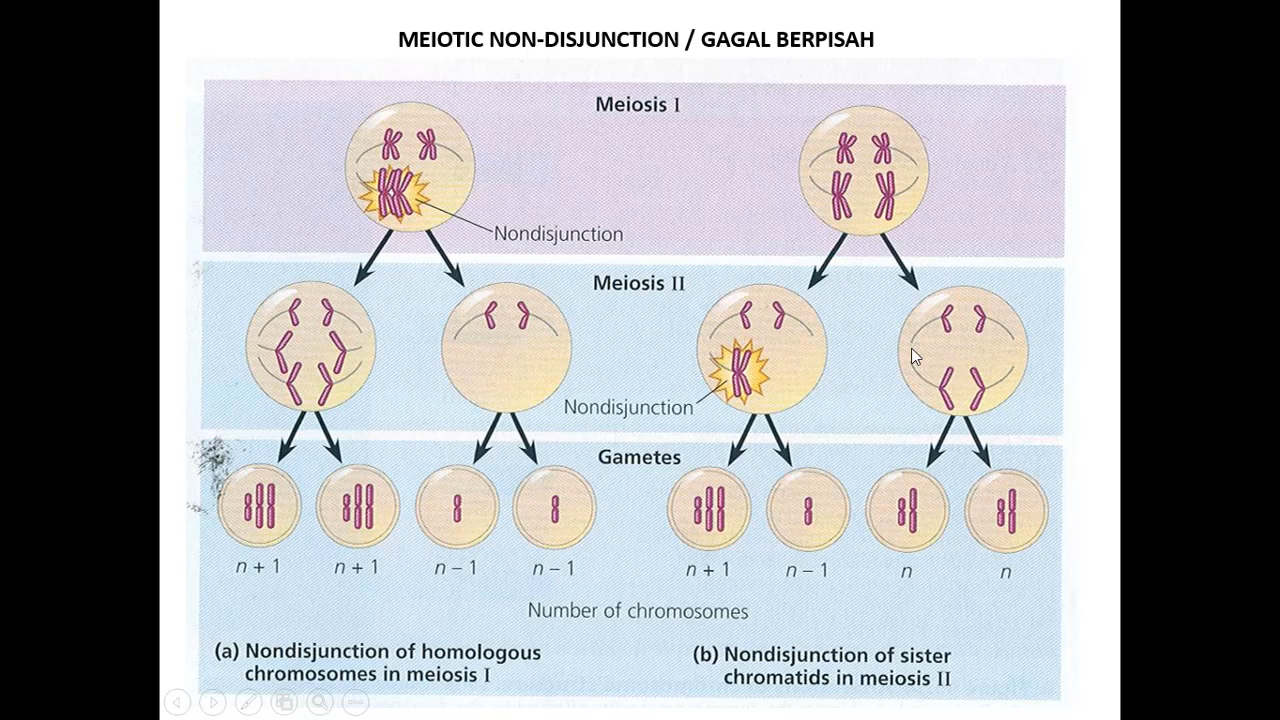 MEIOTIC NON-DISJUNCTION / GAGAL BERPISAH
Meiosis I
Nondisjunction
Meiosis II
Nondisjunction
Gametes
n + 1
n + 1
n – 1
n – 1
n + 1
n – 1
n
n
Number of chromosomes
(a) Nondisjunction of homologous
chromosomes in meiosis I
(b) Nondisjunction of sister
chromatids in meiosis II